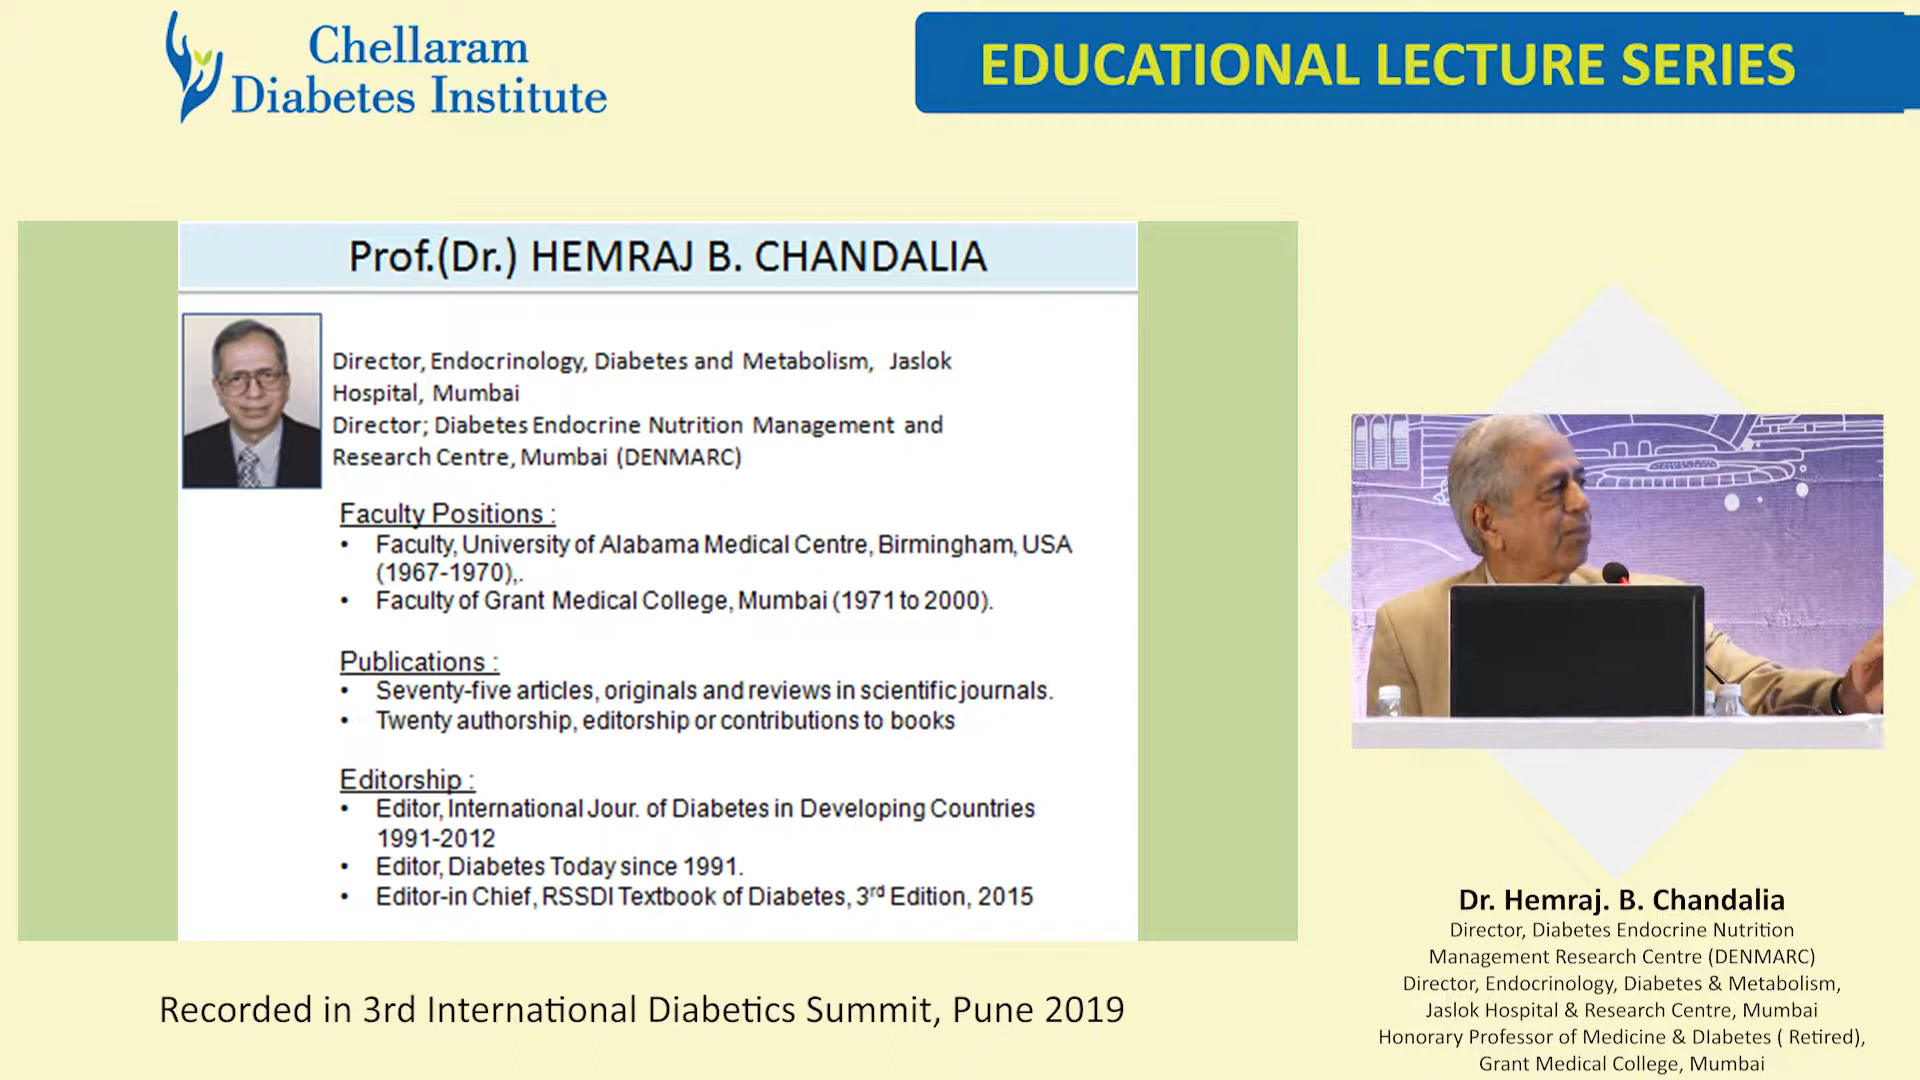 Chellaram
Diabetes Institute
EDUCATIONAL LECTURE SERIES
Prof.(Dr.) HEMRAJ B. CHANDALIA
Director, Endocrinology, Diabetes and Metabolism, Jaslok
Hospital, Mumbai
Director; Diabetes Endocrine Nutrition Management and
Research Centre, Mumbai (DENMARC)
Faculty Positions :
• Faculty, University of Alabama Medical Centre, Birmingham, USA
(1967-1970),.
• Faculty of Grant Medical College, Mumbai (1971 to 2000).
Publications :
• Seventy-five articles, originals and reviews in scientific journals.
• Twenty authorship, editorship or contributions to books
Editorship :
• Editor, International Jour. of Diabetes in Developing Countries
1991-2012
• Editor, Diabetes Today since 1991.
• Editor-in Chief, RSSDI Textbook of Diabetes, 3rd Edition, 2015
Recorded in 3rd International Diabetics Summit, Pune 2019
Dr. Hemraj. B. Chandalia
Director, Diabetes Endocrine Nutrition
Management Research Centre (DENMARC)
Director, Endocrinology, Diabetes & Metabolism,
Jaslok Hospital & Research Centre, Mumbai
Honorary Professor of Medicine & DIabetes ( Retired),
Grant Medical College, Mumbai